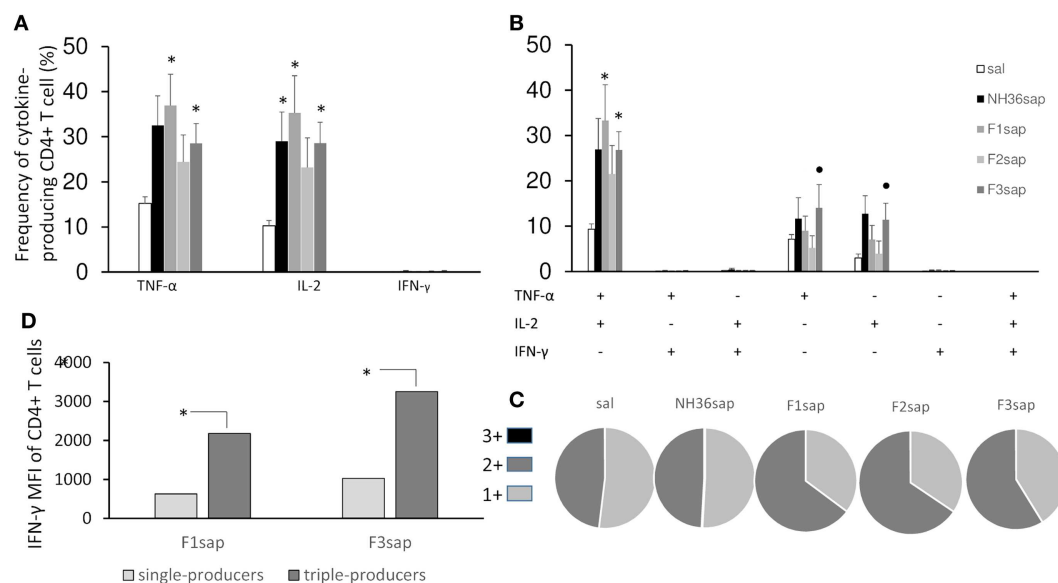 A
Frequency of cytokine-
producing CD4+ T cell (%)
50
40
30
20
10
0
*
*
*
*
*
TNF-α
IL-2
IFN-γ
B
50
40
30
20
10
0
*
*
•
•
sal
NH36sap
F1sap
F2sap
F3sap
TNF-α + + - + - - +
IL-2 + - + - + - +
IFN-γ - + + - - + +
D
IFN-γ MFI of CD4+ T cells
*
4000
3000
2000
1000
0
*
*
F1sap
F3sap
single-producers
triple-producers
C
sal
NH36sap
F1sap
F2sap
F3sap
3+
2+
1+